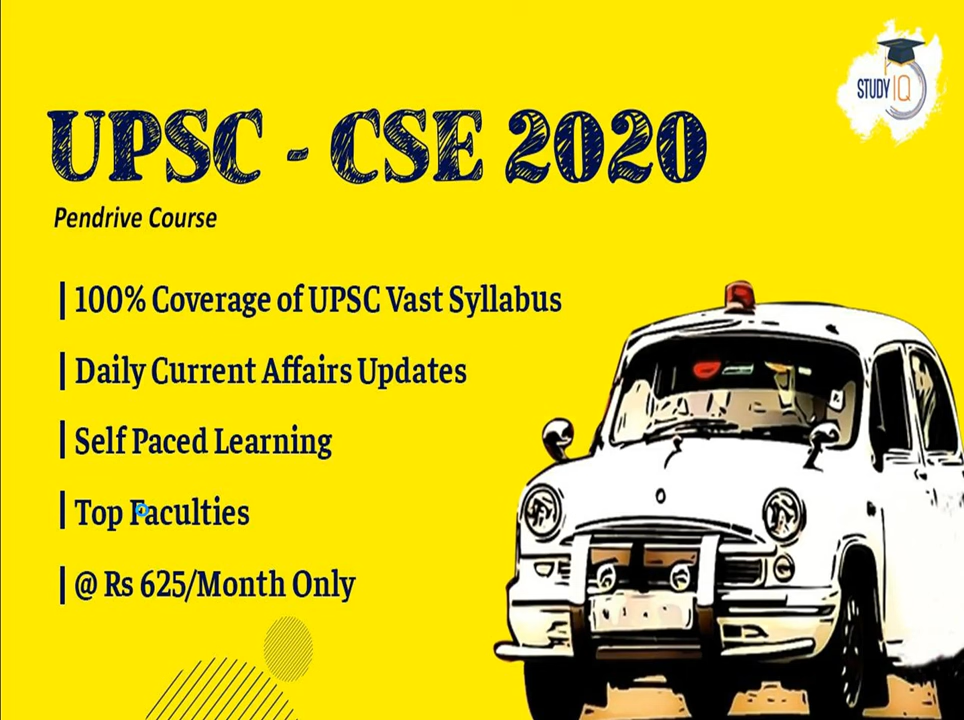 STUDY IQ
UPSC - CSE 2020
Pendrive Course
100% Coverage of UPSC Vast Syllabus
Daily Current Affairs Updates
Self Paced Learning
Top Faculties
@ Rs 625/Month Only